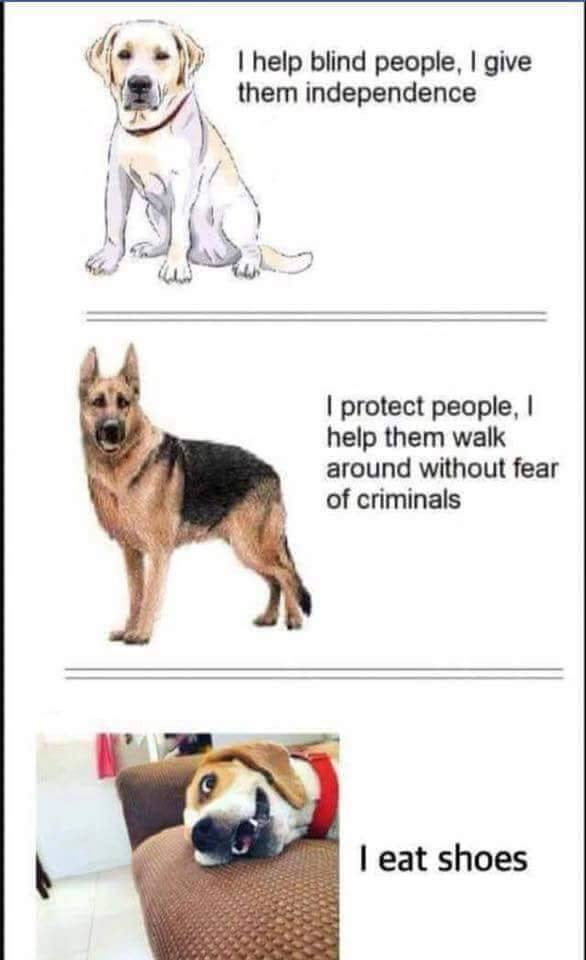 I help blind people, I give
them independence
I protect people, I
help them walk
around without fear
of criminals
I eat shoes